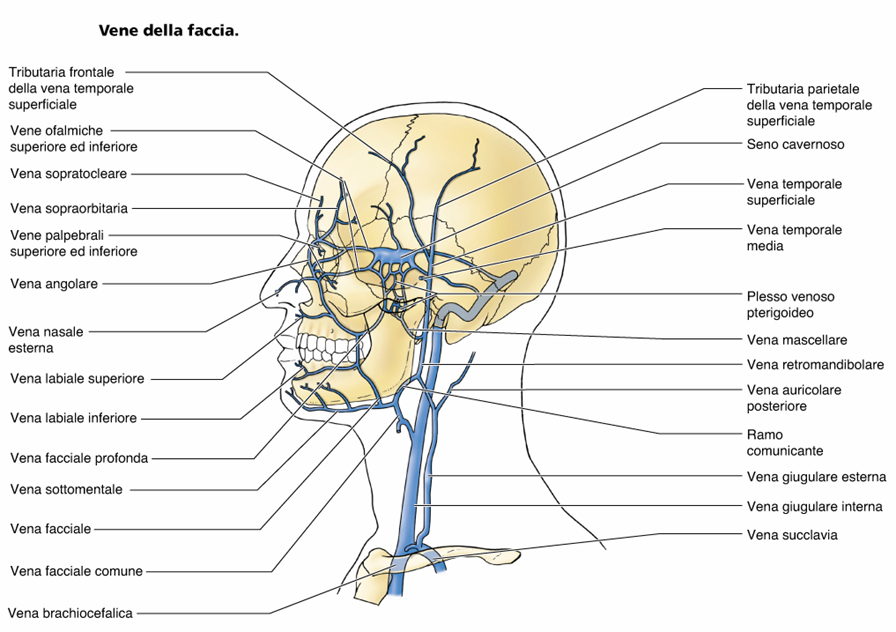 Vene della faccia.
Tributaria frontale
della vena temporale
superficiale
Vene ofalmiche
superiore ed inferiore
Vena sopratocleare
Vena sopraorbitaria
Vene palpebrali
superiore ed inferiore
Vena angolare
Vena nasale
esterna
Vena labiale superiore
Vena labiale inferiore
Vena facciale profonda
Vena sottomentale
Vena facciale
Vena facciale comune
Vena brachiocefalica
Tributaria parietale
della vena temporale
superficiale
Seno cavernoso
Vena temporale
superficiale
Vena temporale
media
Plesso venoso
pterigoideo
Vena mascellare
Vena retromandibolare
Vena auricolare
posteriore
Ramo
comunicante
Vena giugulare esterna
Vena giugulare interna
Vena succlavia